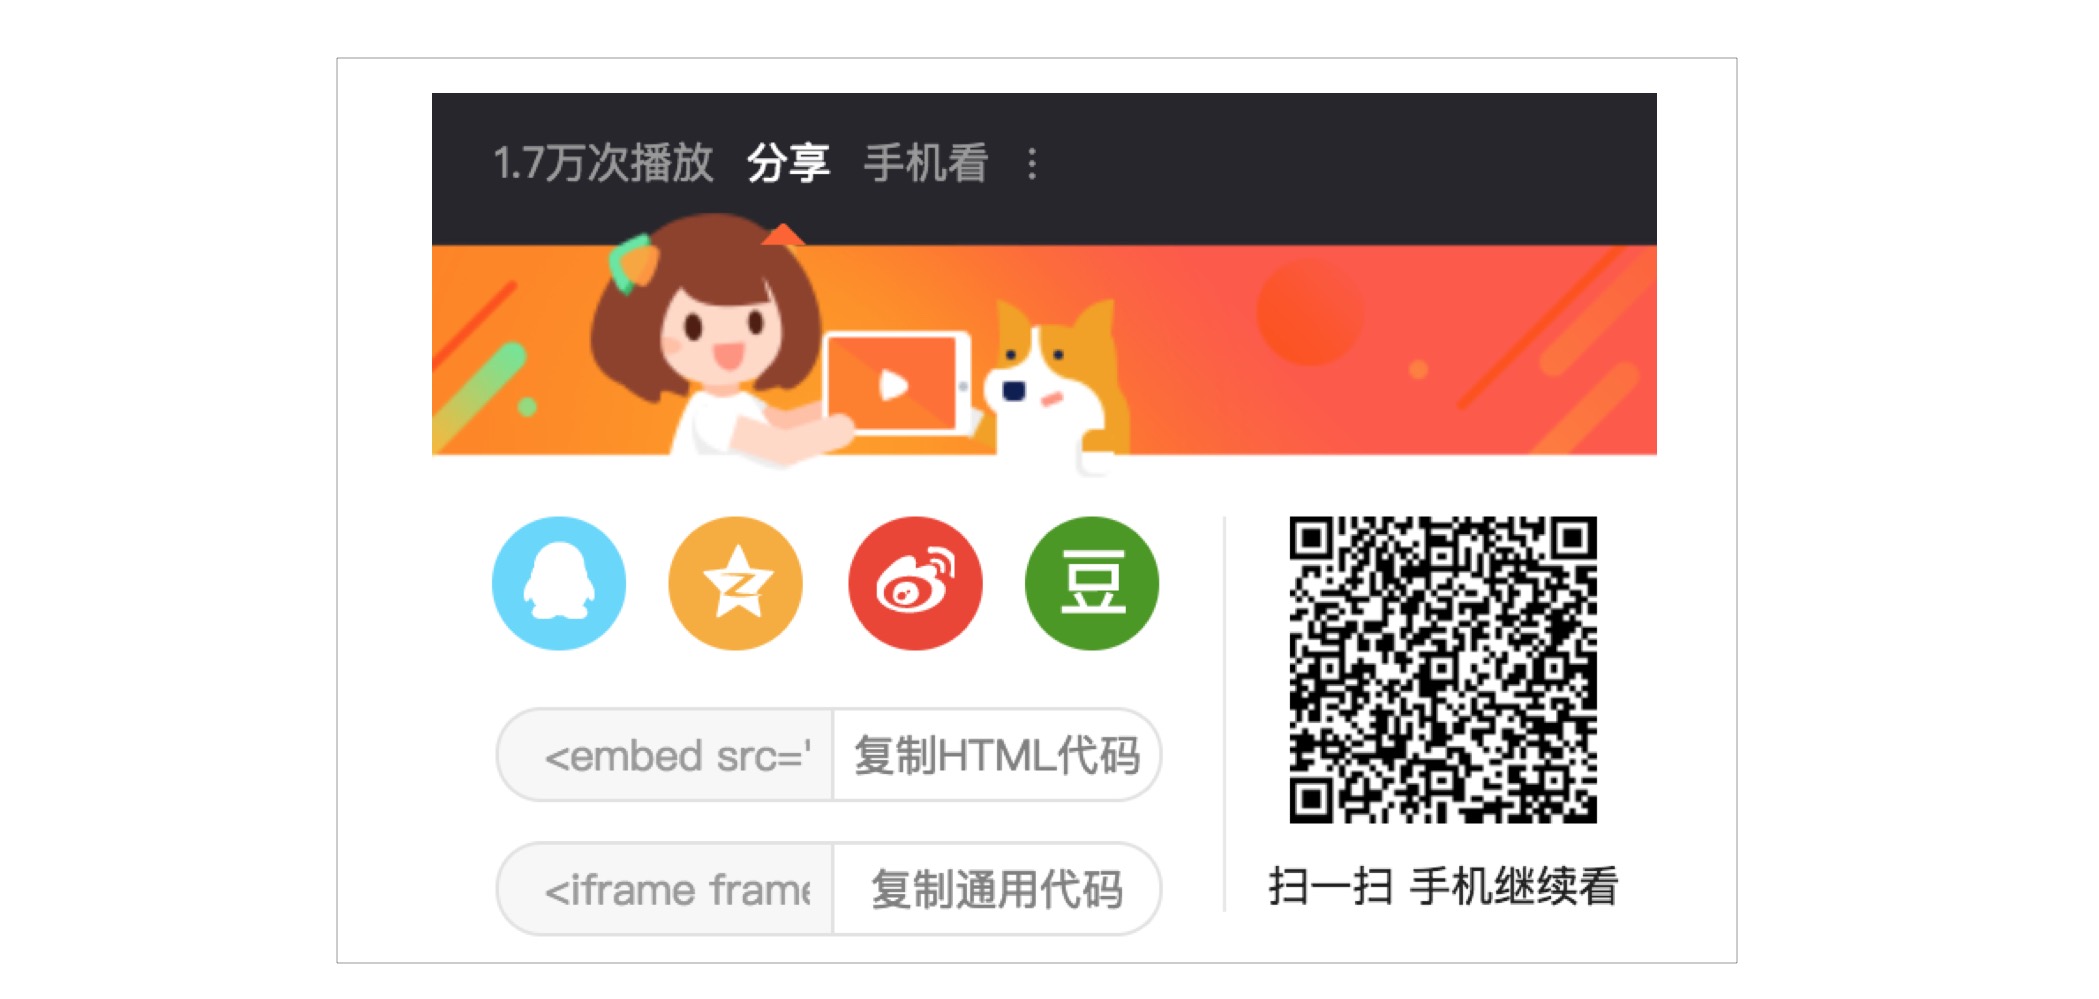 1.7万次播放 分享 手机看
豆
<embed src='
复制HTML代码
<iframe frame
复制通用代码
扫一扫 手机继续看